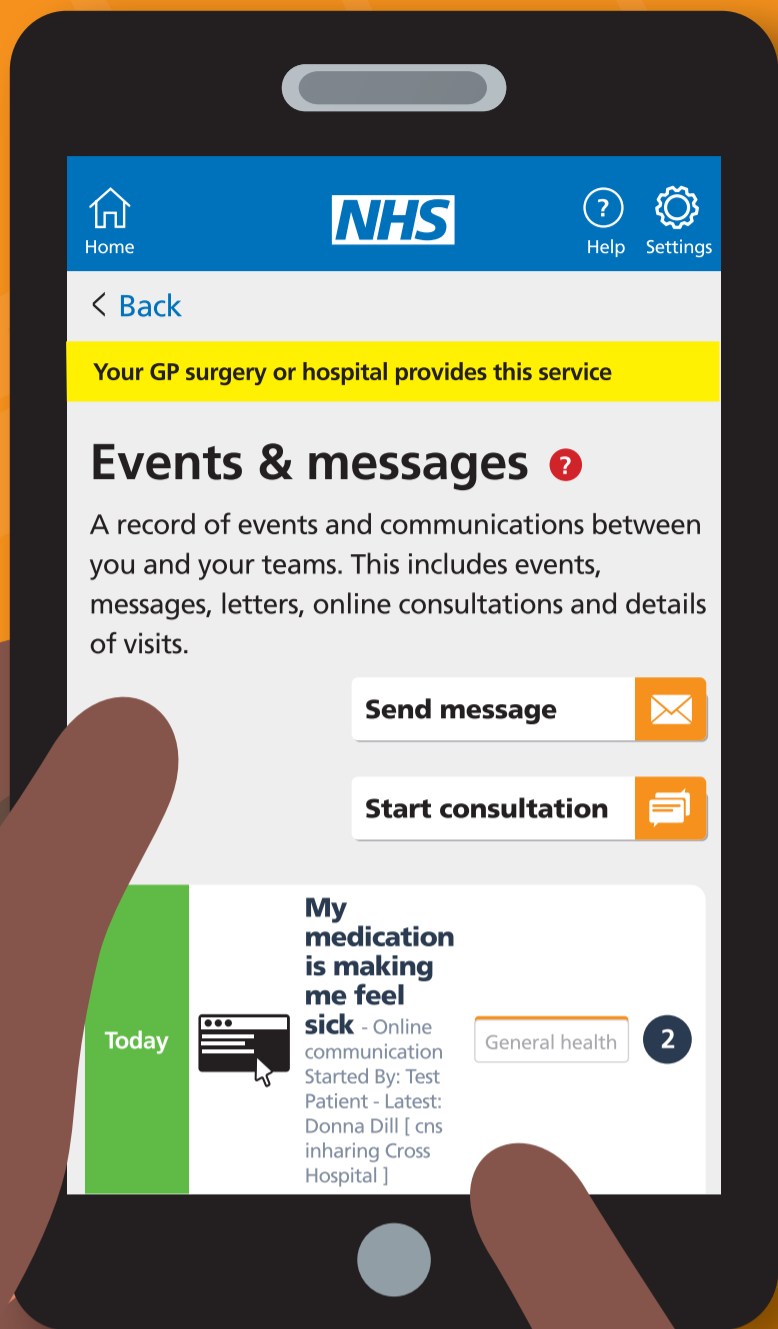 NHS
?
Home
Help
Settings
< Back
Your GP surgery or hospital provides this service
Events & messages ?
A record of events and communications between
you and your teams. This includes events,
messages, letters, online consultations and details
of visits.
Send message
Start consultation
Today
My
medication
is making
me feel
sick - Online
communication
Started By: Test
Patient - Latest:
Donna Dill [ cns
inharing Cross
Hospital ]
General health
2